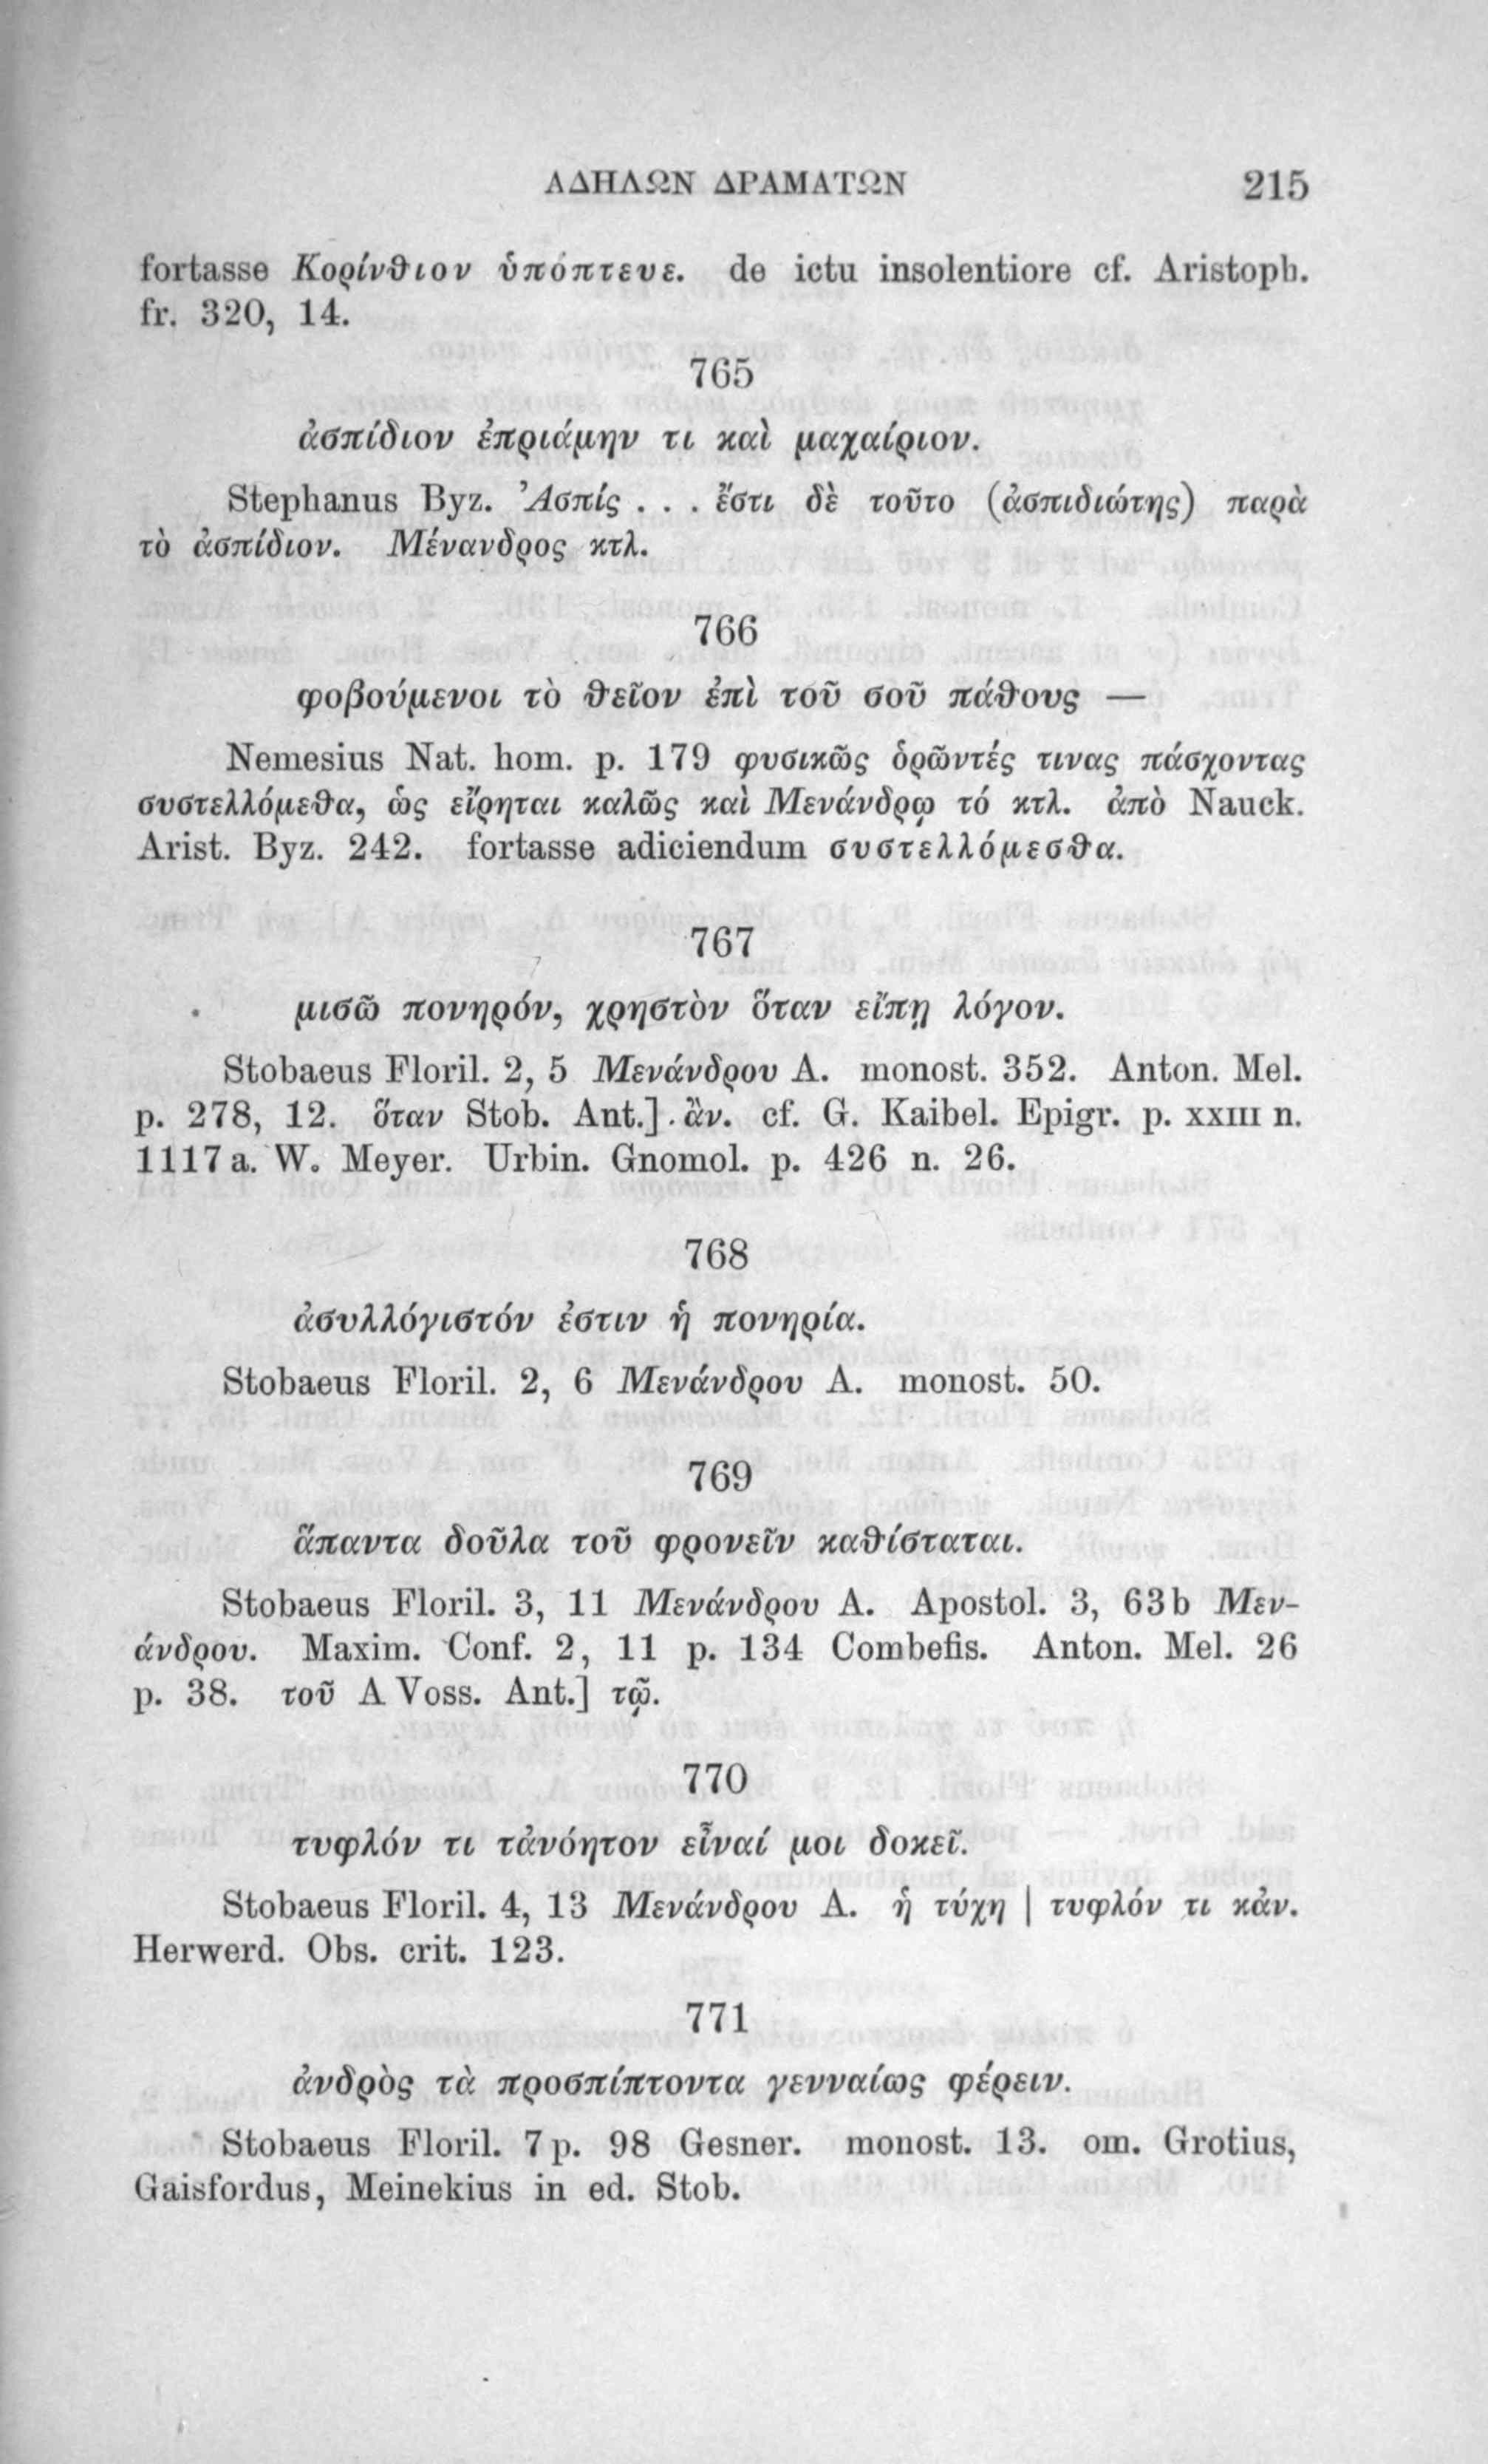 ΑΔΗΛΩΝ ΔΡΑΜΑΤΩΝ 215
fortasse Κορίνθιον ὑπόπτευε. de ictu insolentiore cf. Aristoph.
fr. 320, 14.
765
ἀσπίδιον ἐπριάμην τι καὶ μαχαίριον.
Stephanus Byz. Ἀσπίς . . . ἔστι δὲ τοῦτο (ἀσπιδιώτης) παρὰ
τὸ ἀσπίδιον. Μένανδρος κτλ.
766
φοβούμενοι τὸ θεῖον ἐπὶ τοῦ σοῦ πάθους —
Nemesius Nat. hom. p. 179 φυσικῶς ὁρῶντές τινας πάσχοντας
συστελλόμεθα, ὡς εἴρηται καλῶς καὶ Μενάνδρῳ τό κτλ. ἀπὸ Nauck.
Arist. Byz. 242. fortasse adiciendum συστελλόμεσθα.
767
μισῶ πονηρόν, χρηστὸν ὅταν εἴπῃ λόγον.
Stobaeus Floril. 2, 5 Μενάνδρου A. monost. 352. Anton. Mel.
p. 278, 12. ὅταν Stob. Ant.] ἂν. cf. G. Kaibel. Epigr. p. XXIII n.
1117 a. W. Meyer. Urbin. Gnomol. p. 426 n. 26.
768
ἀσυλλόγιστόν ἐστιν ἡ πονηρία.
Stobaeus Floril. 2, 6 Μενάνδρου A. monost. 50.
769
ἅπαντα δοῦλα τοῦ φρονεῖν καθίσταται.
Stobaeus Floril. 3, 11 Μενάνδρου A. Apostol. 3, 63b Μεν-
άνδρου. Maxim. Conf. 2, 11 p. 134 Combefis. Anton. Mel. 26
p. 38. τοῦ A Voss. Ant.] τῷ.
770
τυφλόν τι τἀνόητον εἶναί μοι δοκεῖ.
Stobaeus Floril. 4, 13 Μενάνδρου A. ἡ τύχη | τυφλόν τι κἀν.
Herwerd. Obs. crit. 123.
771
ἀνδρὸς τὰ προσπίπτοντα γενναίως φέρειν.
Stobaeus Floril. 7 p. 98 Gesner. monost. 13. om. Grotius,
Gaisfordus, Meinekius in ed. Stob.